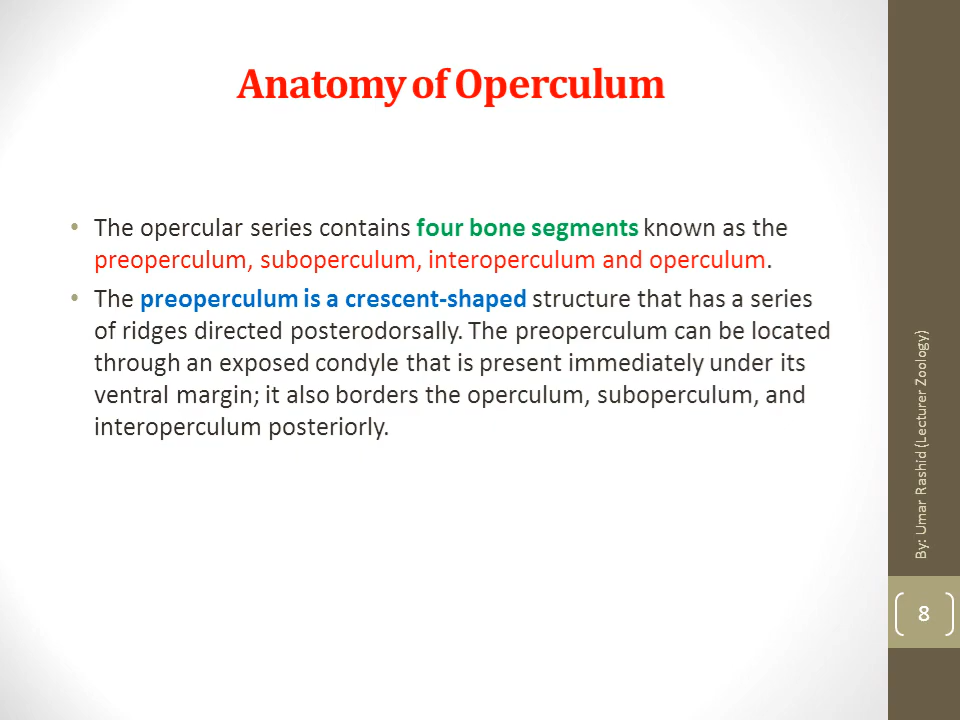 Anatomy of Operculum
• The opercular series contains four bone segments known as the
preoperculum, suboperculum, interoperculum and operculum.
• The preoperculum is a crescent-shaped structure that has a series
of ridges directed posterodorsally. The preoperculum can be located
through an exposed condyle that is present immediately under its
ventral margin; it also borders the operculum, suboperculum, and
interoperculum posteriorly.
By: Umar Rashid (Lecturer Zoology)
8